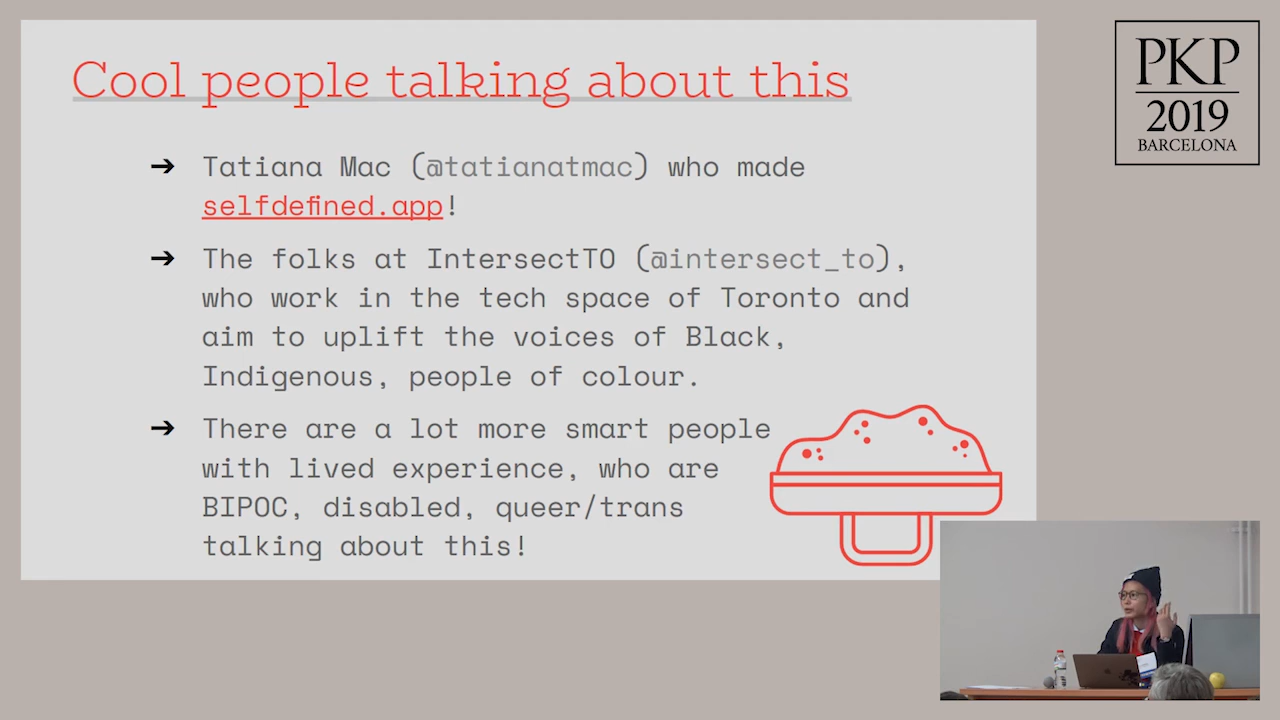 Cool people talking about this
➔ Tatiana Mac (@tatianatmac) who made
selfdefined.app!
➔ The folks at IntersectTO (@intersect_to),
who work in the tech space of Toronto and
aim to uplift the voices of Black,
Indigenous, people of colour.
➔ There are a lot more smart people
with lived experience, who are
BIPOC, disabled, queer/trans
talking about this!
PKP
2019
BARCELONA